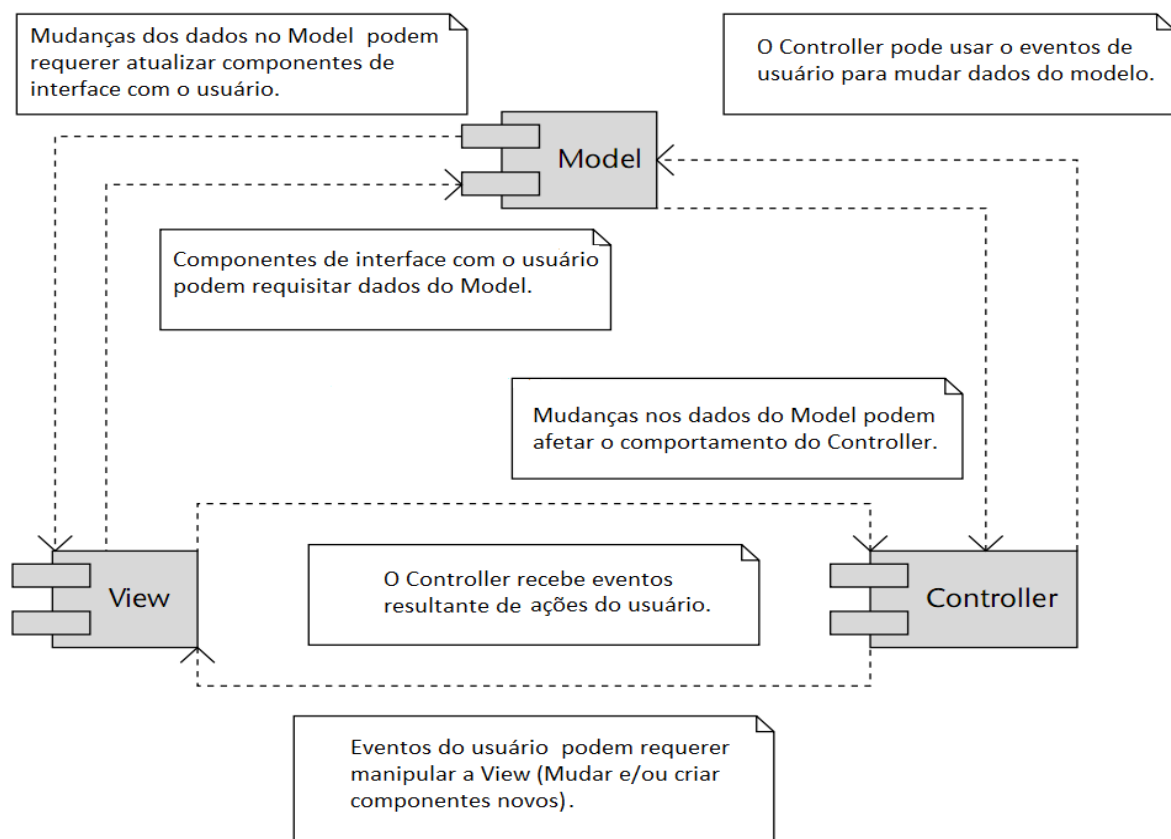 Mudanças dos dados no Model podem
requerer atualizar componentes de
interface com o usuário.
O Controller pode usar o eventos de
usuário para mudar dados do modelo.
Model
Componentes de interface com o usuário
podem requisitar dados do Model.
Mudanças nos dados do Model podem
afetar o comportamento do Controller.
View
O Controller recebe eventos
resultante de ações do usuário.
Controller
Eventos do usuário podem requerer
manipular a View (Mudar e/ou criar
componentes novos).